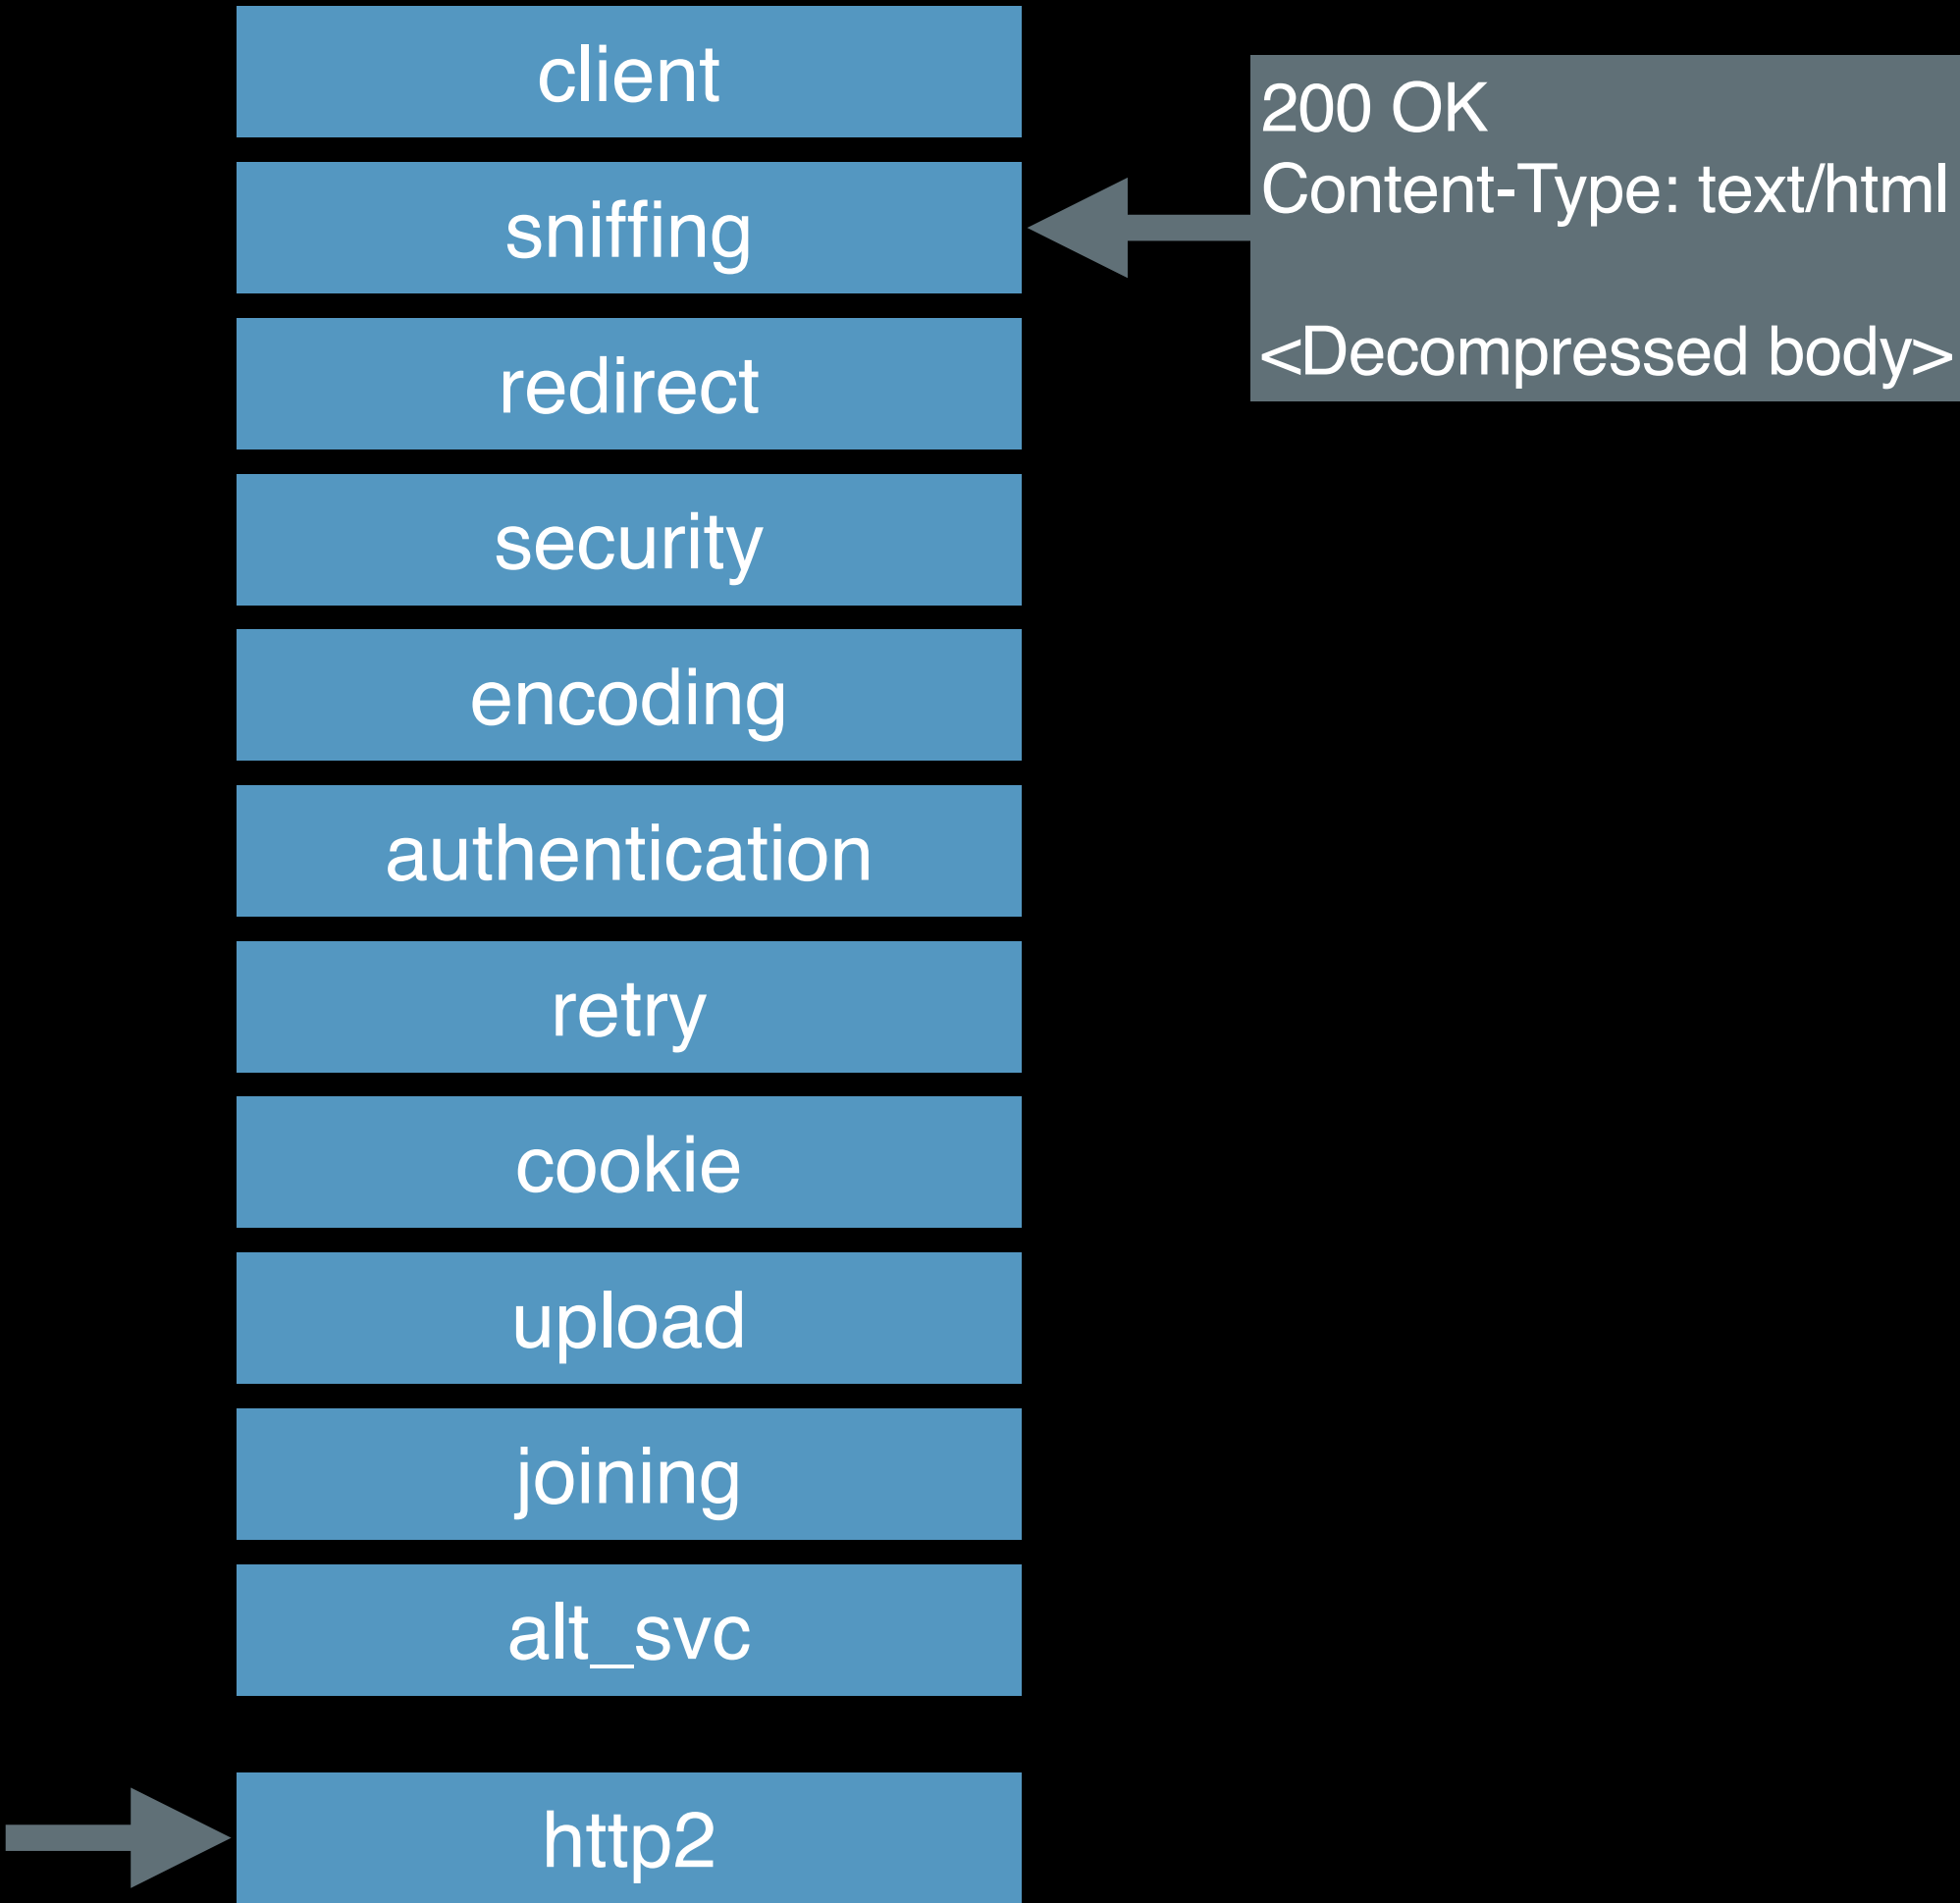 client
200 OK
Content-Type: text/html
sniffing
<Decompressed body>
redirect
security
encoding
authentication
retry
cookie
upload
joining
alt_svc
http2